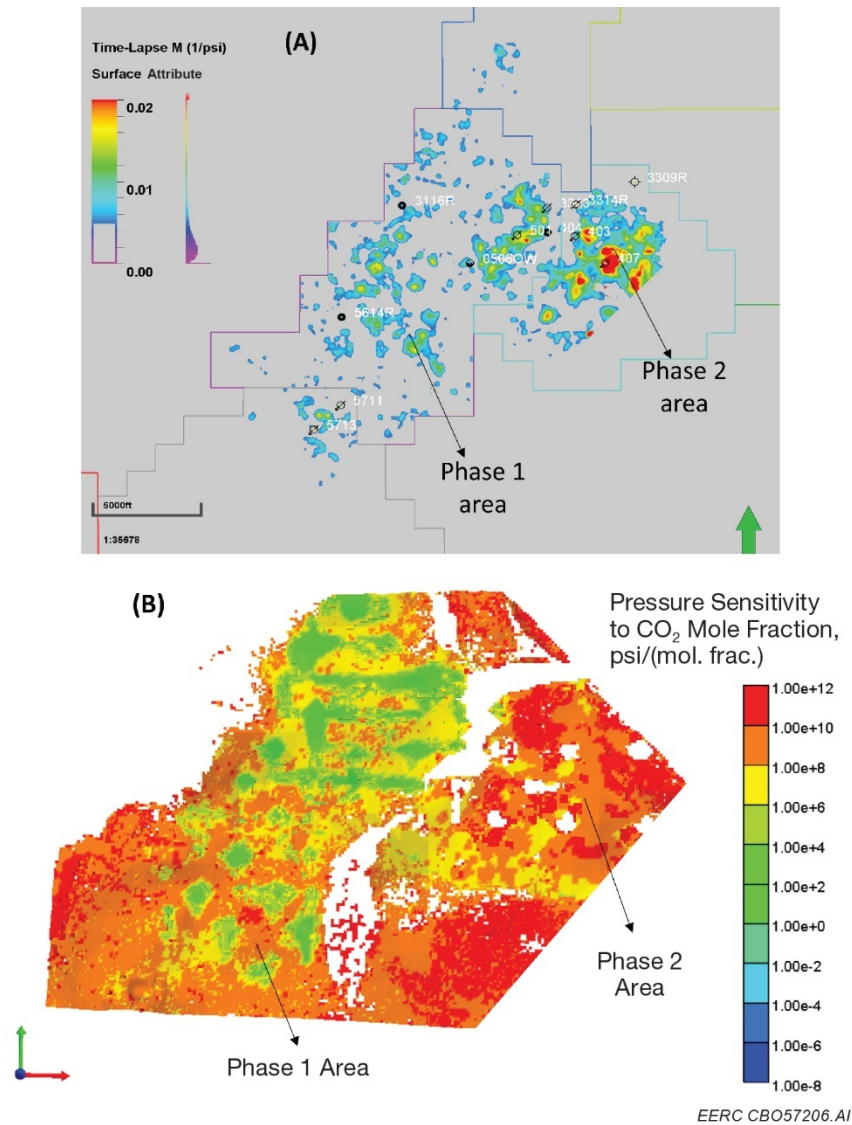 (A)
Time-Lapse M (1/psi)
Surface Attribute
0.02
0.01
0.00
3309R
3116R
3314R
501
404
403
0506OW
407
5614R
5711
5713
Phase 2
area
Phase 1
area
5000ft
1:35678
(B)
Pressure Sensitivity
to CO₂ Mole Fraction,
psi/(mol. frac.)
1.00e+12
1.00e+10
1.00e+8
1.00e+6
1.00e+4
1.00e+2
1.00e+0
1.00e-2
1.00e-4
1.00e-6
1.00e-8
Phase 2
Area
Phase 1 Area
EERC CBO57206.AI